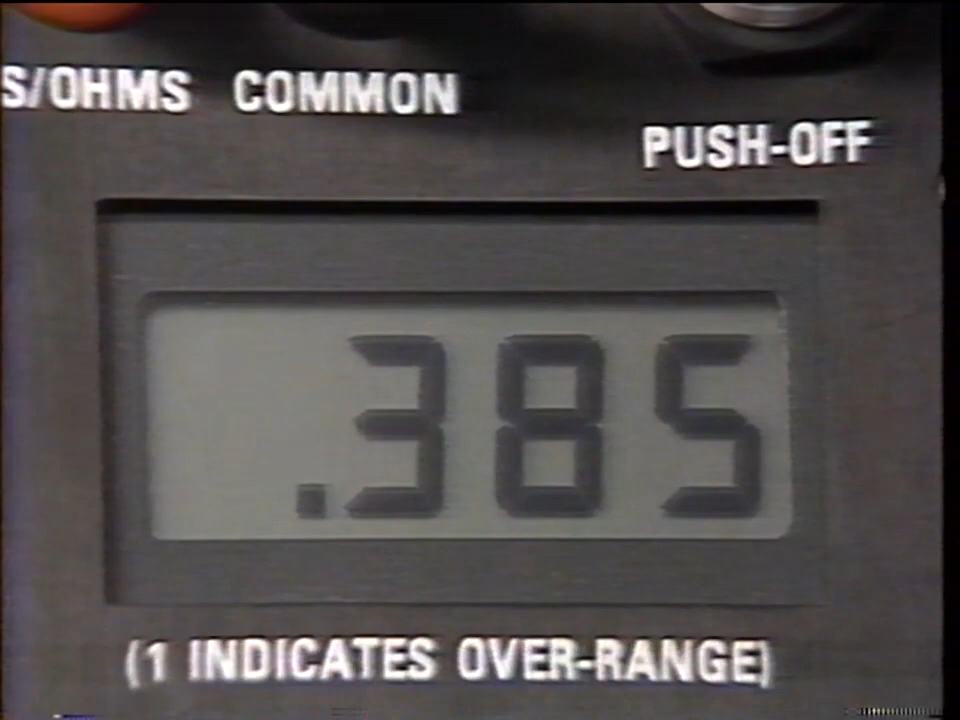 S/OHMS COMMON
PUSH-OFF
.385
(1 INDICATES OVER-RANGE)